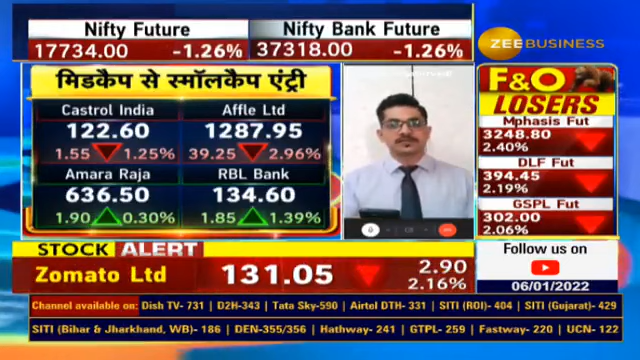 Nifty Future
17734.00 -1.26%
Nifty Bank Future
37318.00 -1.26%
ZEE BUSINESS
मिडकैप से स्मॉलकैप एंट्री
Castrol India
122.60
1.55 1.25%
Affle Ltd
1287.95
39.25 2.96%
Amara Raja
636.50
1.90 0.30%
RBL Bank
134.60
1.85 1.39%
F&O
LOSERS
Mphasis Fut
3248.80
2.40%
DLF Fut
394.45
2.19%
GSPL Fut
302.00
2.06%
STOCK ALERT
Zomato Ltd 131.05 2.90
2.16%
Follow us on
06/01/2022
Channel available on: Dish TV- 731 | D2H-343 | Tata Sky-590 | Airtel DTH- 331 | SITI (ROI)- 404 | SITI (Gujarat)- 429
SITI (Bihar & Jharkhand, WB)- 186 | DEN-355/356 | Hathway- 241 | GTPL- 259 | Fastway- 220 | UCN- 122